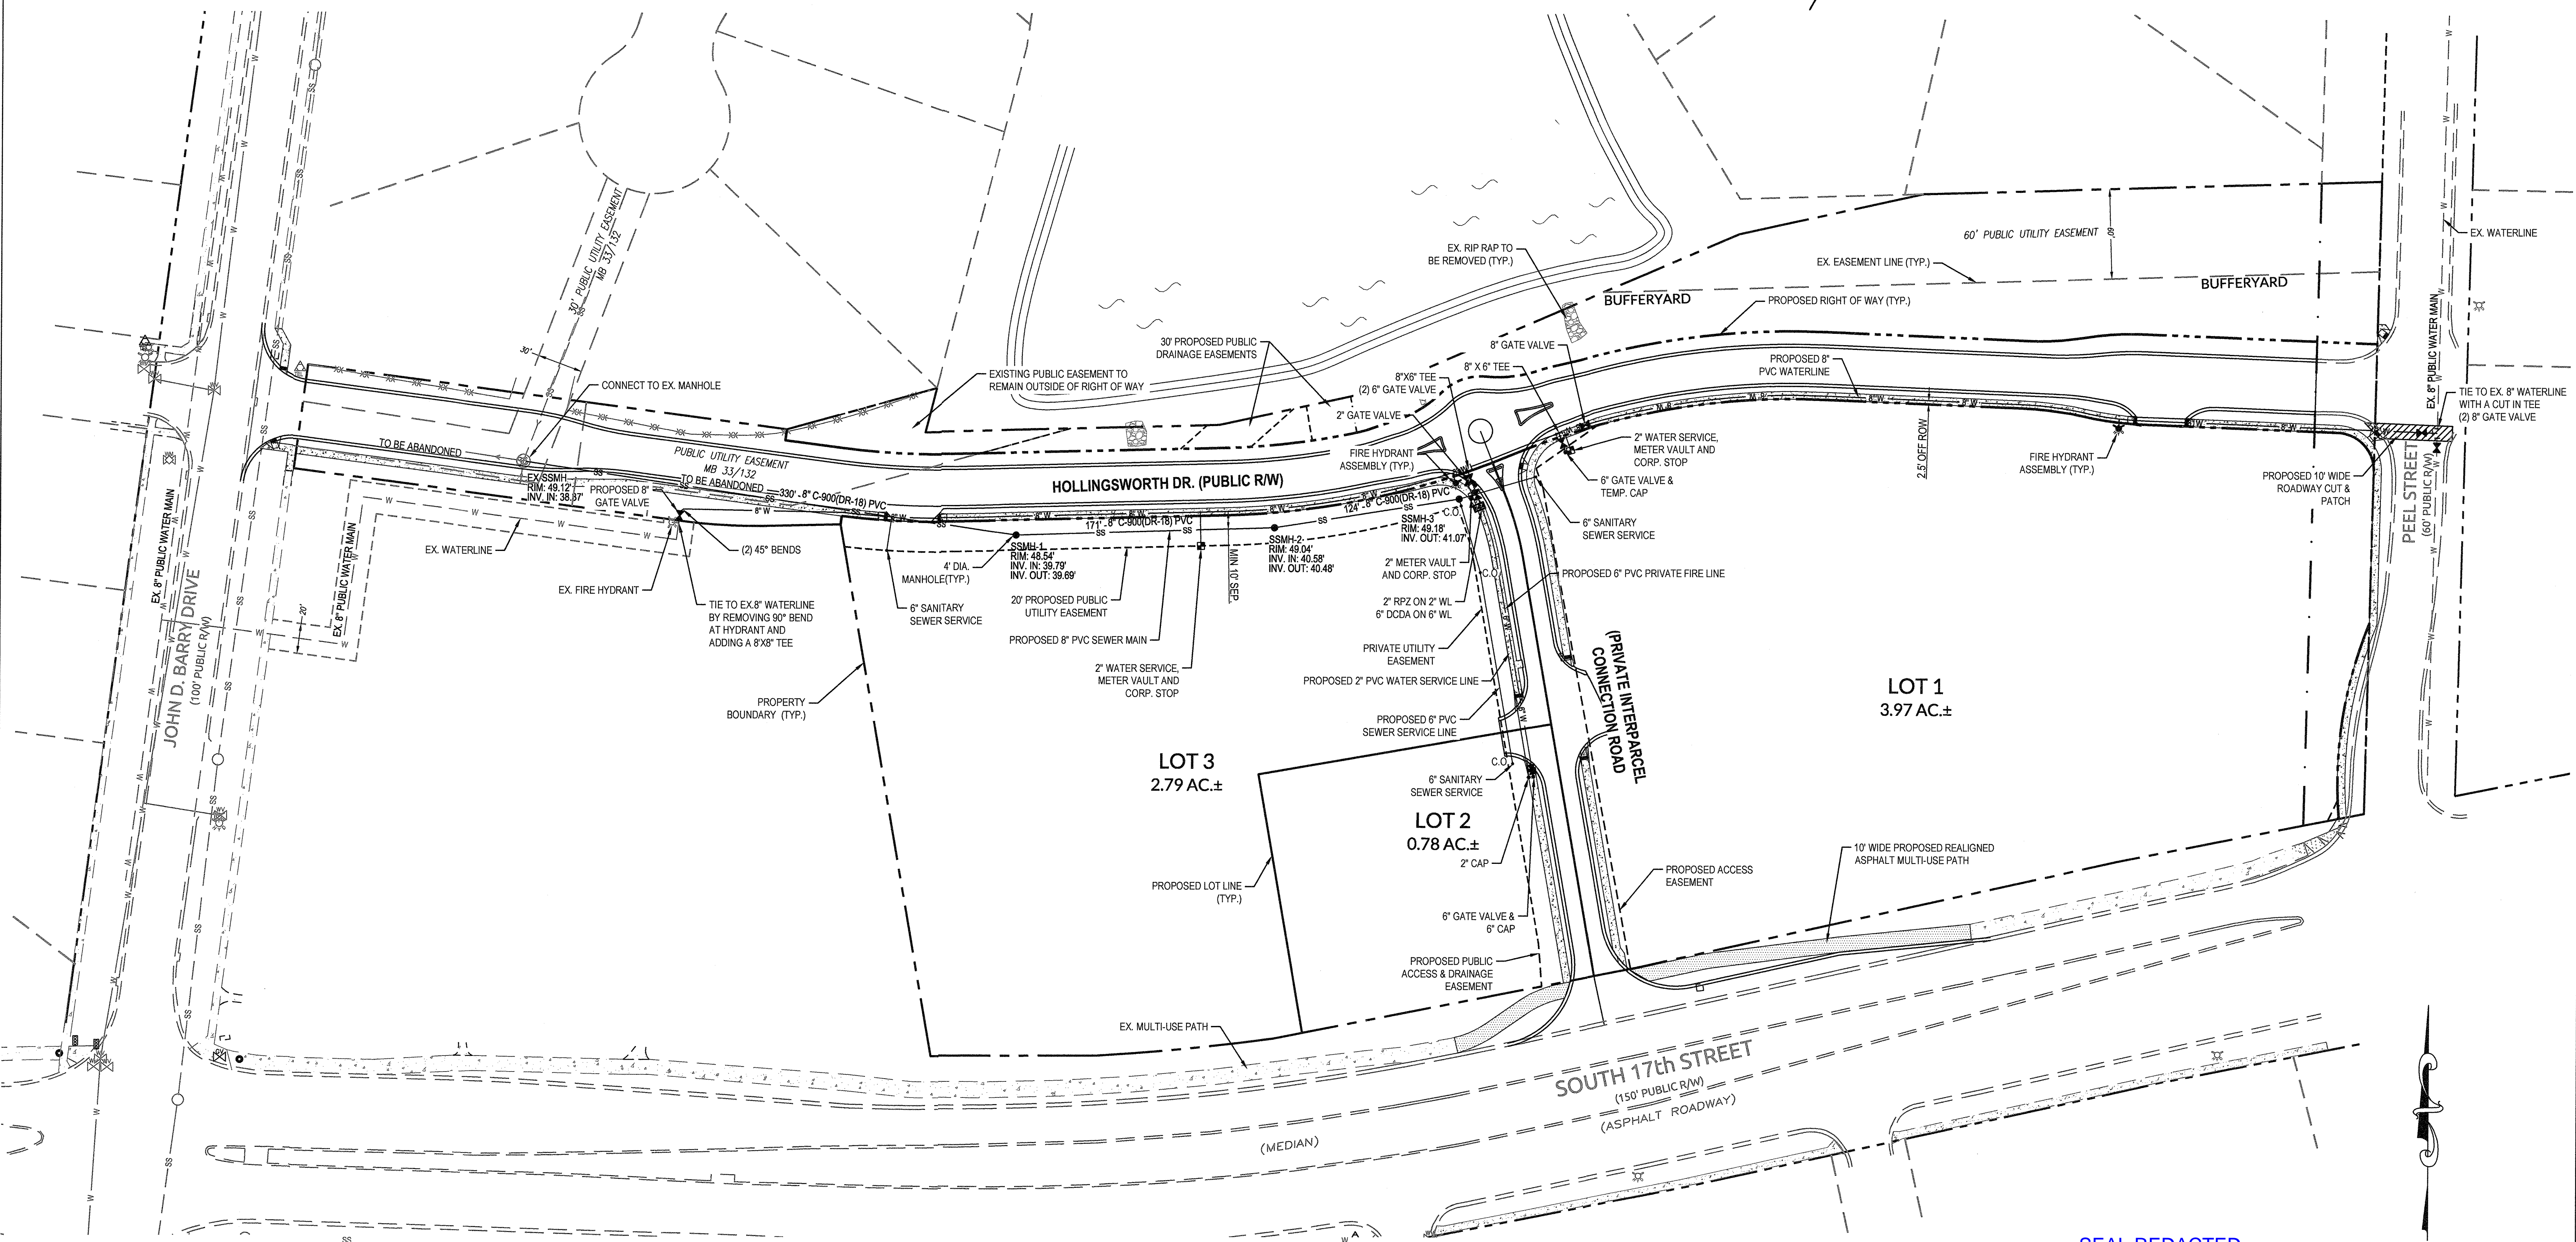 30' PUBLIC UTILITY EASEMENT
MB 33/132
30'
CONNECT TO EX. MANHOLE
EXISTING PUBLIC EASEMENT TO
REMAIN OUTSIDE OF RIGHT OF WAY
30' PROPOSED PUBLIC
DRAINAGE EASEMENTS
EX. RIP RAP TO
BE REMOVED (TYP.)
BUFFERYARD
60' PUBLIC UTILITY EASEMENT
60'
EX. EASEMENT LINE (TYP.)
BUFFERYARD
PROPOSED RIGHT OF WAY (TYP.)
EX. WATERLINE
8" GATE VALVE
8" X 6" TEE
8"X6" TEE
(2) 6" GATE VALVE
2" GATE VALVE
PROPOSED 8"
PVC WATERLINE
EX. 8" PUBLIC WATER MAIN
TIE TO EX. 8" WATERLINE
WITH A CUT IN TEE
(2) 8" GATE VALVE
2.5' OFF ROW
FIRE HYDRANT
ASSEMBLY (TYP.)
FIRE HYDRANT
ASSEMBLY (TYP.)
2" WATER SERVICE,
METER VAULT AND
CORP. STOP
6" GATE VALVE &
TEMP. CAP
6" SANITARY
SEWER SERVICE
PROPOSED 10' WIDE
ROADWAY CUT &
PATCH
PEEL STREET
(60' PUBLIC R/W)
TO BE ABANDONED
PUBLIC UTILITY EASEMENT
MB 33/132
TO BE ABANDONED
HOLLINGSWORTH DR. (PUBLIC R/W)
EX/SSMH
RIM: 49.12'
INV. IN: 38.87'
PROPOSED 8"
GATE VALVE
330' - 8" C-900(DR-18) PVC
171' - 8" C-900(DR-18) PVC
124' - 8" C-900(DR-18) PVC
EX. WATERLINE
(2) 45° BENDS
EX. FIRE HYDRANT
TIE TO EX.8" WATERLINE
BY REMOVING 90° BEND
AT HYDRANT AND
ADDING A 8'X8" TEE
EX. 8" PUBLIC WATER MAIN
EX. 8" PUBLIC WATER MAIN
20'
JOHN D. BARRY DRIVE
(100' PUBLIC R/W)
6" SANITARY
SEWER SERVICE
4' DIA.
MANHOLE(TYP.)
SSMH-1
RIM: 48.54'
INV. IN: 39.79'
INV. OUT: 39.69'
20' PROPOSED PUBLIC
UTILITY EASEMENT
PROPOSED 8" PVC SEWER MAIN
2" WATER SERVICE,
METER VAULT AND
CORP. STOP
MIN 10' SEP.
SSMH-2
RIM: 49.04'
INV. IN: 40.58'
INV. OUT: 40.48'
SSMH-3
RIM: 49.18'
INV. OUT: 41.07'
C.O.
2" METER VAULT
AND CORP. STOP
C.O.
PROPOSED 6" PVC PRIVATE FIRE LINE
2" RPZ ON 2" WL
6" DCDA ON 6" WL
PRIVATE UTILITY
EASEMENT
PROPOSED 2" PVC WATER SERVICE LINE
PROPOSED 6" PVC
SEWER SERVICE LINE
(PRIVATE INTERPARCEL
CONNECTION ROAD
LOT 1
3.97 AC.±
PROPERTY
BOUNDARY (TYP.)
LOT 3
2.79 AC.±
C.O.
6" SANITARY
SEWER SERVICE
LOT 2
0.78 AC.±
2" CAP
PROPOSED LOT LINE
(TYP.)
6" GATE VALVE &
6" CAP
PROPOSED PUBLIC
ACCESS & DRAINAGE
EASEMENT
PROPOSED ACCESS
EASEMENT
10' WIDE PROPOSED REALIGNED
ASPHALT MULTI-USE PATH
EX. MULTI-USE PATH
SOUTH 17th STREET
(150' PUBLIC R/W)
(ASPHALT ROADWAY)
(MEDIAN)